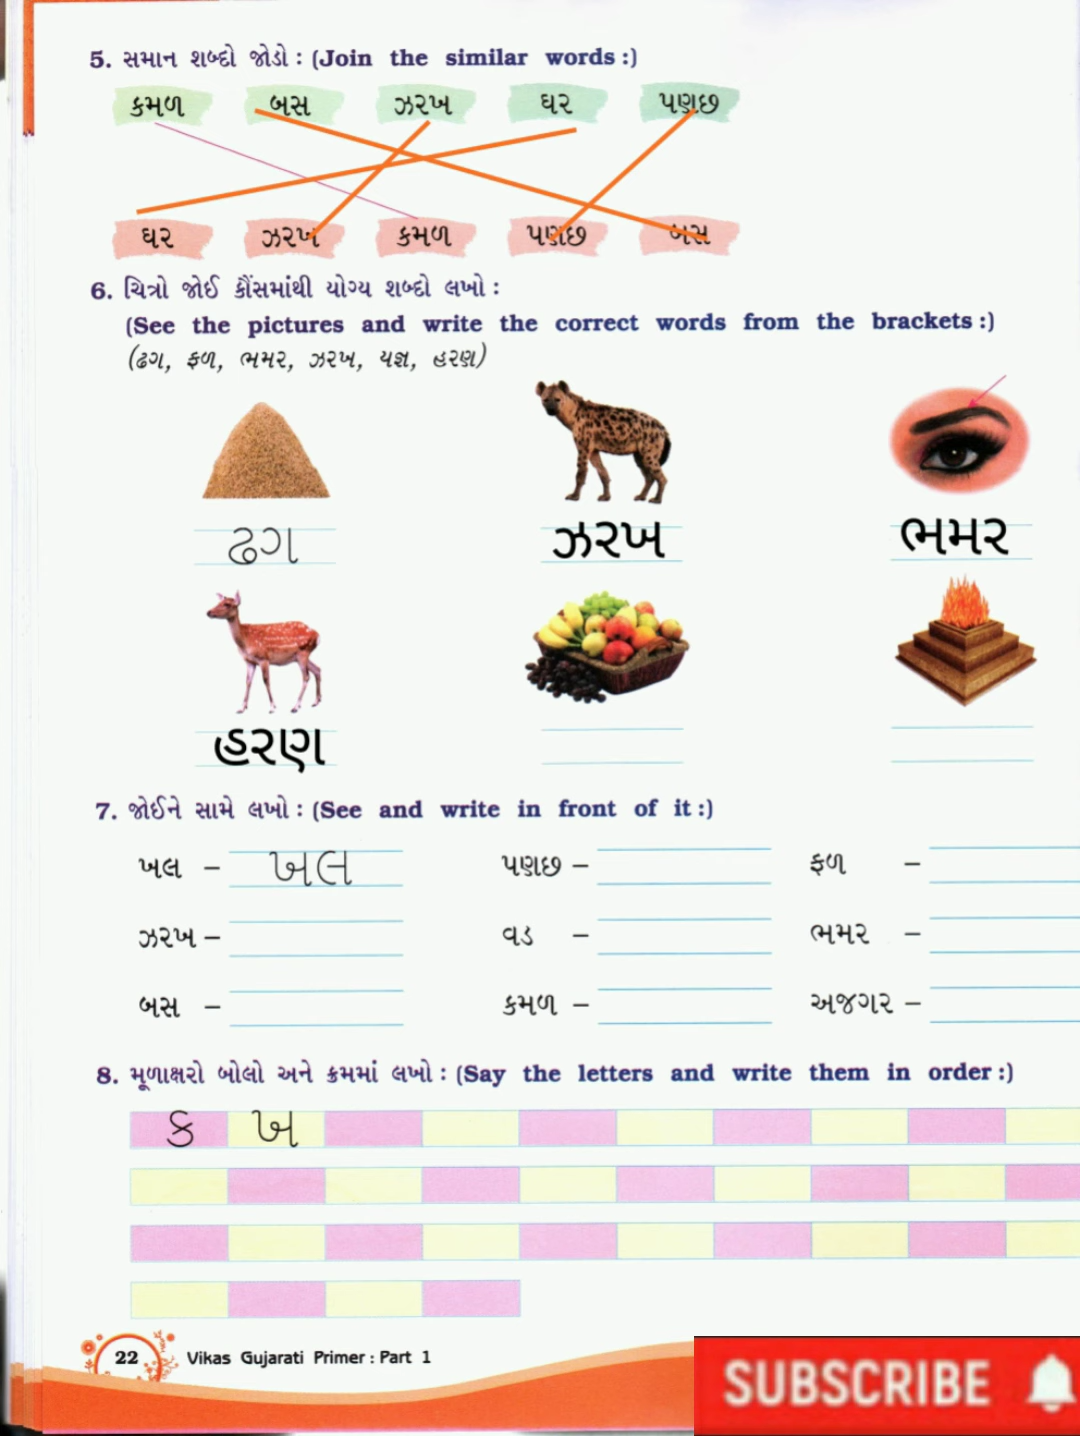 5. સમાન શબ્દો જોડો : (Join the similar words :)
કમળ બસ ઝરખ ઘર પણછ
ઘર ઝરખ કમળ પણછ બસ
6. ચિત્રો જોઈ કૌંસમાંથી યોગ્ય શબ્દો લખો :
(See the pictures and write the correct words from the brackets :)
(ઢગ, ફળ, ભમર, ઝરખ, યજ્ઞ, હરણ)
ઢગ ઝરખ ભમર
હરણ
7. જોઈને સામે લખો : (See and write in front of it :)
ખલ – ખલ પણછ – ફળ –
ઝરખ – વડ – ભમર –
બસ – કમળ – અજગર –
8. મૂળાક્ષરો બોલો અને ક્રમમાં લખો : (Say the letters and write them in order :)
ક ખ
22 Vikas Gujarati Primer : Part 1
SUBSCRIBE